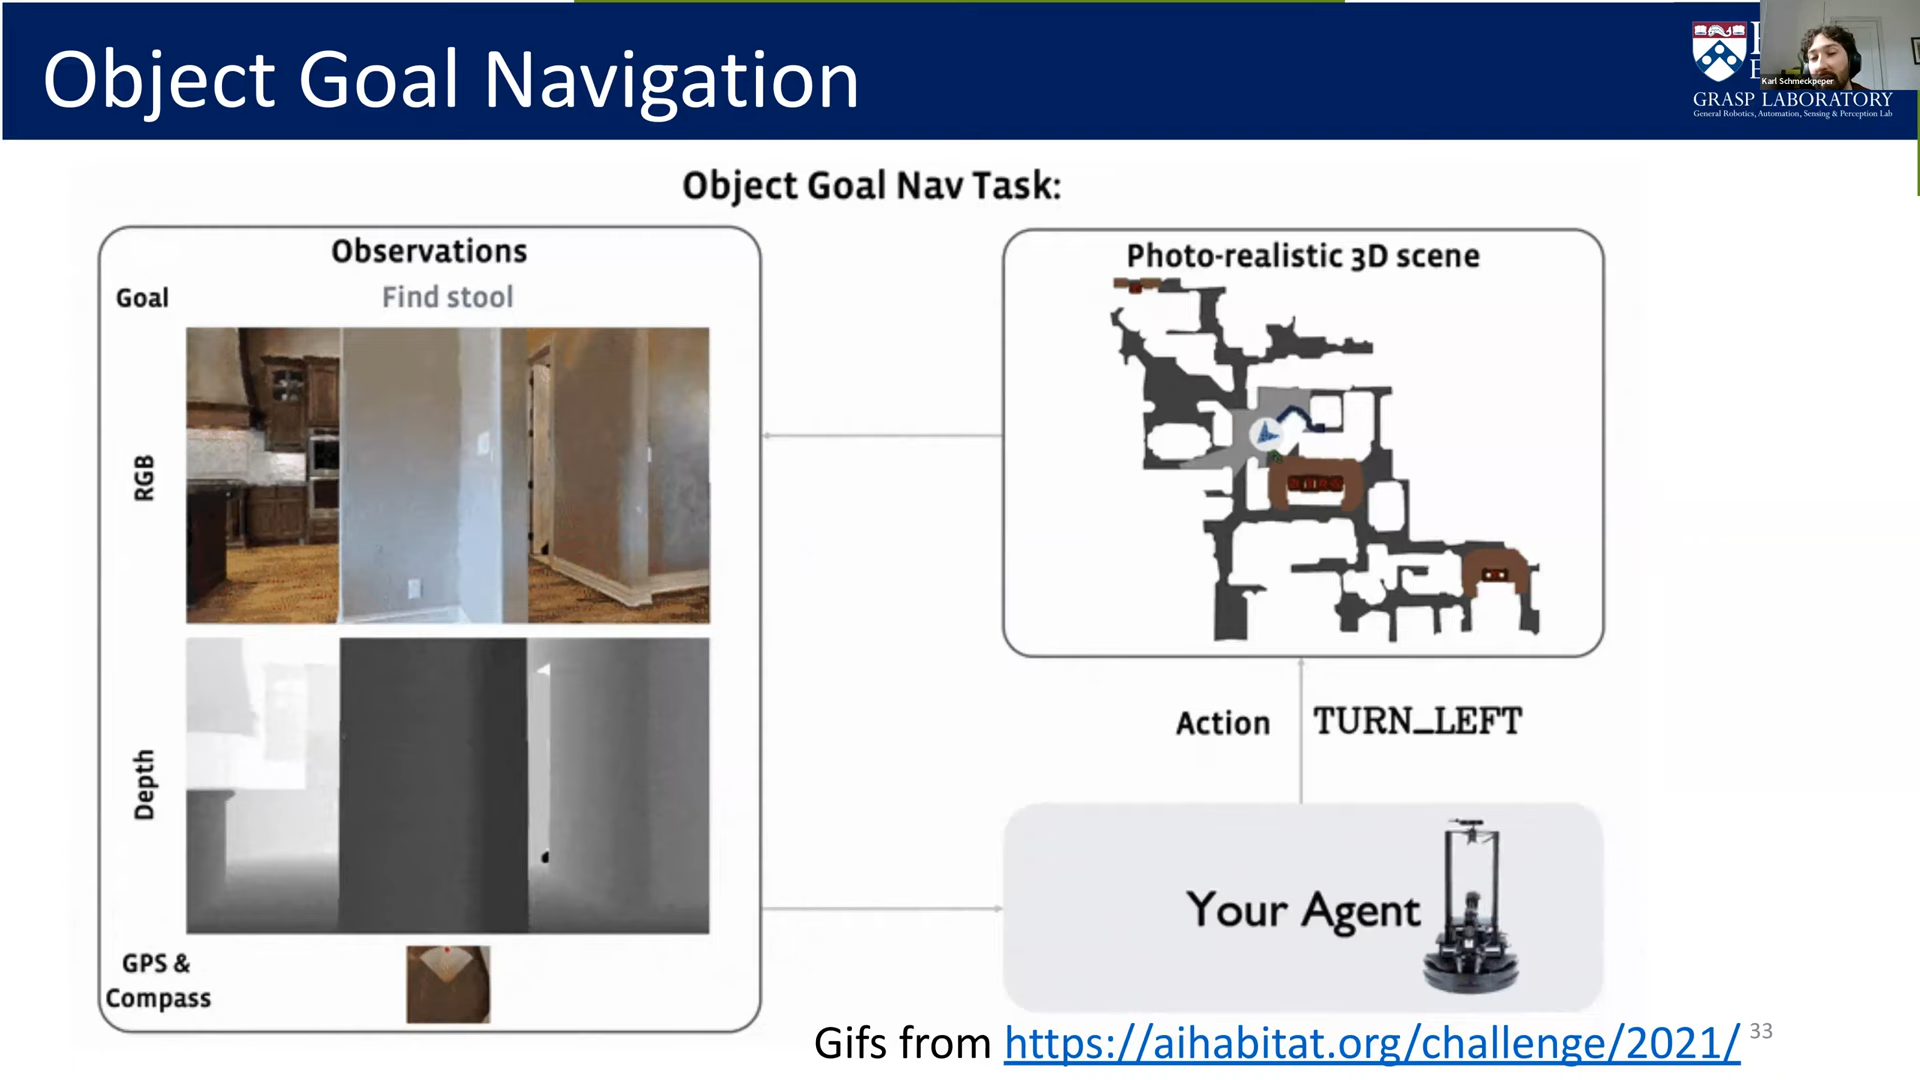 Object Goal Navigation
Karl Schmeckpeper
GRASP LABORATORY
General Robotics, Automation, Sensing & Perception Lab
Object Goal Nav Task:
Observations
Goal
Find stool
RGB
Depth
GPS &
Compass
Photo-realistic 3D scene
Action
TURN_LEFT
Your Agent
Gifs from https://aihabitat.org/challenge/2021/
33